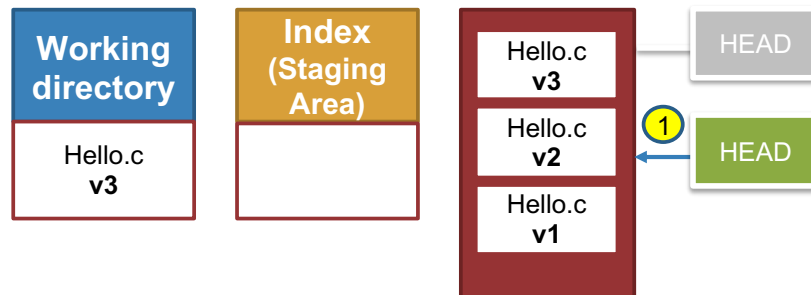 Working
directory
Hello.c
v3
Index
(Staging
Area)
Hello.c
v3
Hello.c
v2
Hello.c
v1
HEAD
1
HEAD